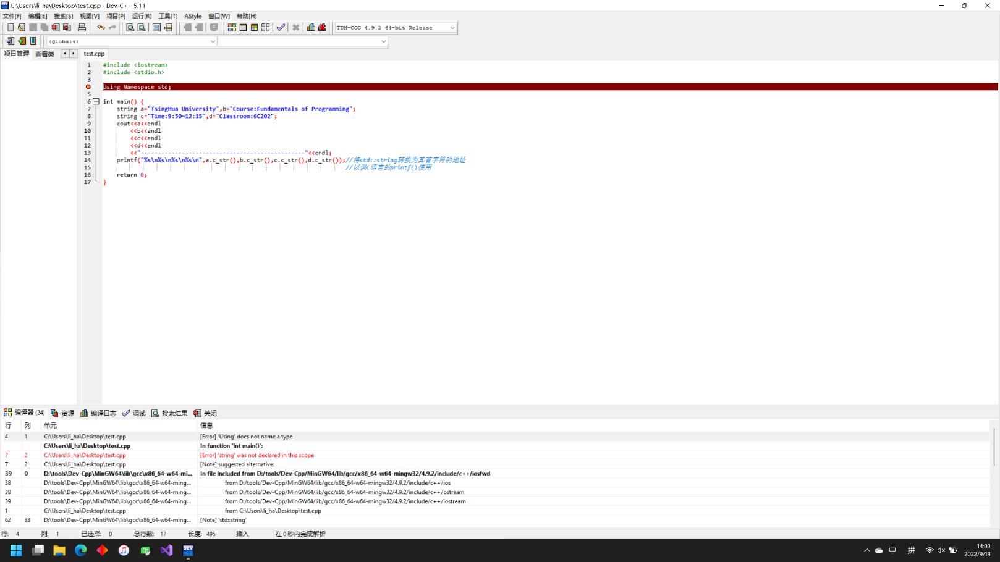 C:\Users\li_ha\Desktop\test.cpp - Dev-C++ 5.11
文件[F] 编辑[E] 搜索[S] 视图[V] 项目[P] 运行[R] 工具[T] AStyle 窗口[W] 帮助[H]
TDM-GCC 4.9.2 64-bit Release
(globals)
项目管理 查看类 test.cpp
1 #include <iostream>
2 #include <stdio.h>
3
Using Namespace std;
5
6 int main() {
7 string a="TsingHua University",b="Course:Fundamentals of Programming";
8 string c="Time:9:50~12:15",d="Classroom:6C202";
9 cout<<a<<endl
10 <<b<<endl
11 <<c<<endl
12 <<d<<endl
13 <<"------------------------------------------------"<<endl;
14 printf("%s\n%s\n%s\n%s\n",a.c_str(),b.c_str(),c.c_str(),d.c_str());//将std::string转换为其首字符的地址
15 //以供C语言的printf()使用
16 return 0;
17 }
编译器 (24) 资源 编译日志 调试 搜索结果 关闭
行 列 单元 信息
4 1 C:\Users\li_ha\Desktop\test.cpp [Error] 'Using' does not name a type
C:\Users\li_ha\Desktop\test.cpp In function 'int main()':
7 2 C:\Users\li_ha\Desktop\test.cpp [Error] 'string' was not declared in this scope
7 2 C:\Users\li_ha\Desktop\test.cpp [Note] suggested alternative:
39 0 D:\tools\Dev-Cpp\MinGW64\lib\gcc\x86_64-w64-mi... In file included from D:/tools/Dev-Cpp/MinGW64/lib/gcc/x86_64-w64-mingw32/4.9.2/include/c++/iosfwd
38 D:\tools\Dev-Cpp\MinGW64\lib\gcc\x86_64-w64-ming... from D:/tools/Dev-Cpp/MinGW64/lib/gcc/x86_64-w64-mingw32/4.9.2/include/c++/ios
38 D:\tools\Dev-Cpp\MinGW64\lib\gcc\x86_64-w64-ming... from D:/tools/Dev-Cpp/MinGW64/lib/gcc/x86_64-w64-mingw32/4.9.2/include/c++/ostream
39 D:\tools\Dev-Cpp\MinGW64\lib\gcc\x86_64-w64-ming... from D:/tools/Dev-Cpp/MinGW64/lib/gcc/x86_64-w64-mingw32/4.9.2/include/c++/iostream
1 C:\Users\li_ha\Desktop\test.cpp from C:\Users\li_ha\Desktop\test.cpp
62 33 D:\tools\Dev-Cpp\MinGW64\lib\gcc\x86_64-w64-ming... [Note] 'std::string'
行: 4 列: 1 已选择: 0 总行数: 17 长度: 495 插入 在 0 秒内完成解析
DEV 中 拼 14:00
2022/9/19